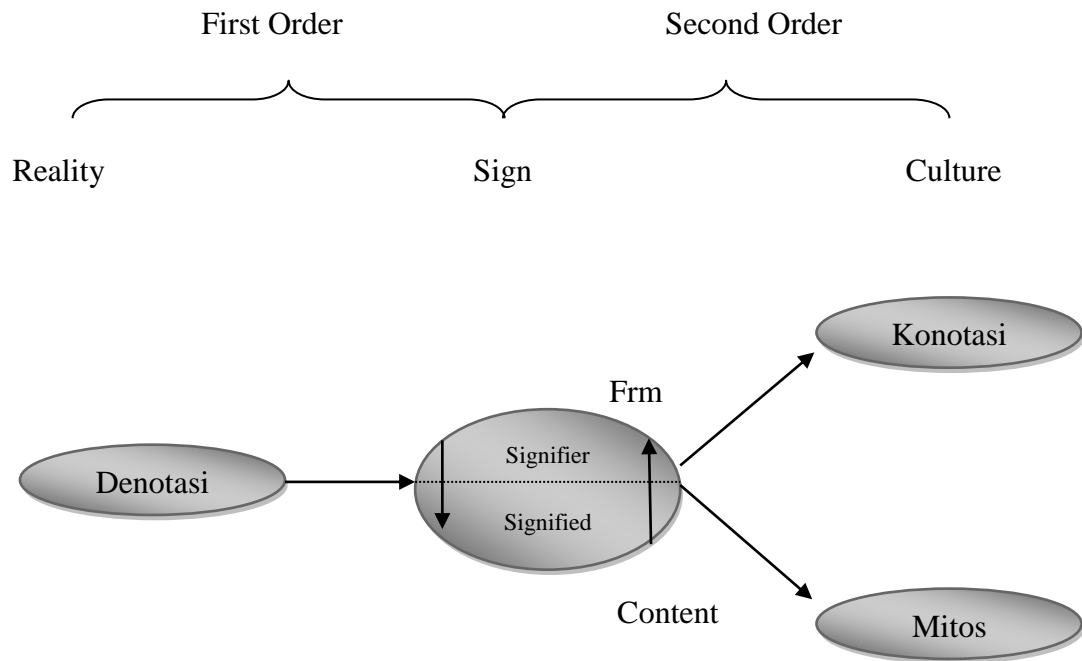 First Order Second Order
Reality Sign Culture
Konotasi
Frm
Signifier
Denotasi
Signified
Content
Mitos